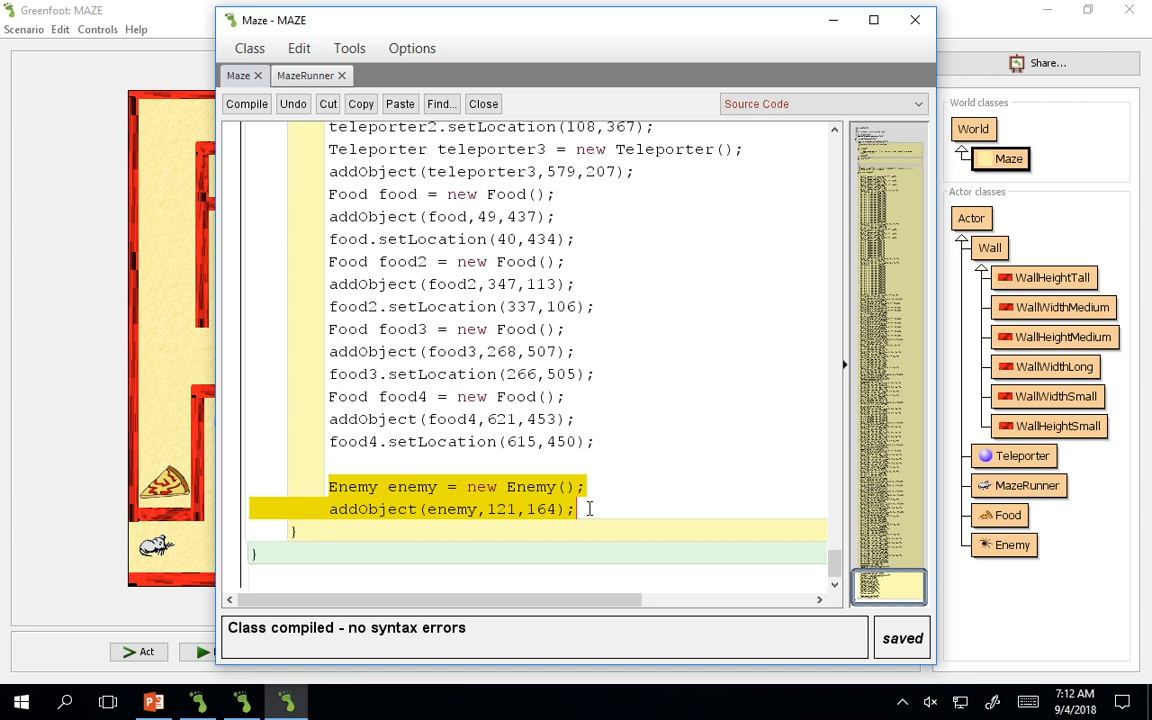 Greenfoot: MAZE
Scenario Edit Controls Help
Maze - MAZE
Class Edit Tools Options
Maze MazeRunner
Compile Undo Cut Copy Paste Find... Close Source Code
teleporter2.setLocation(108,367);
Teleporter teleporter3 = new Teleporter();
addObject(teleporter3,579,207);
Food food = new Food();
addObject(food,49,437);
food.setLocation(40,434);
Food food2 = new Food();
addObject(food2,347,113);
food2.setLocation(337,106);
Food food3 = new Food();
addObject(food3,268,507);
food3.setLocation(266,505);
Food food4 = new Food();
addObject(food4,621,453);
food4.setLocation(615,450);
Enemy enemy = new Enemy();
addObject(enemy,121,164);
}
}
Class compiled - no syntax errors
saved
Share...
World classes
World
Maze
Actor classes
Actor
Wall
WallHeightTall
WallWidthMedium
WallHeightMedium
WallWidthLong
WallWidthSmall
WallHeightSmall
Teleporter
MazeRunner
Food
Enemy
Act
7:12 AM
9/4/2018